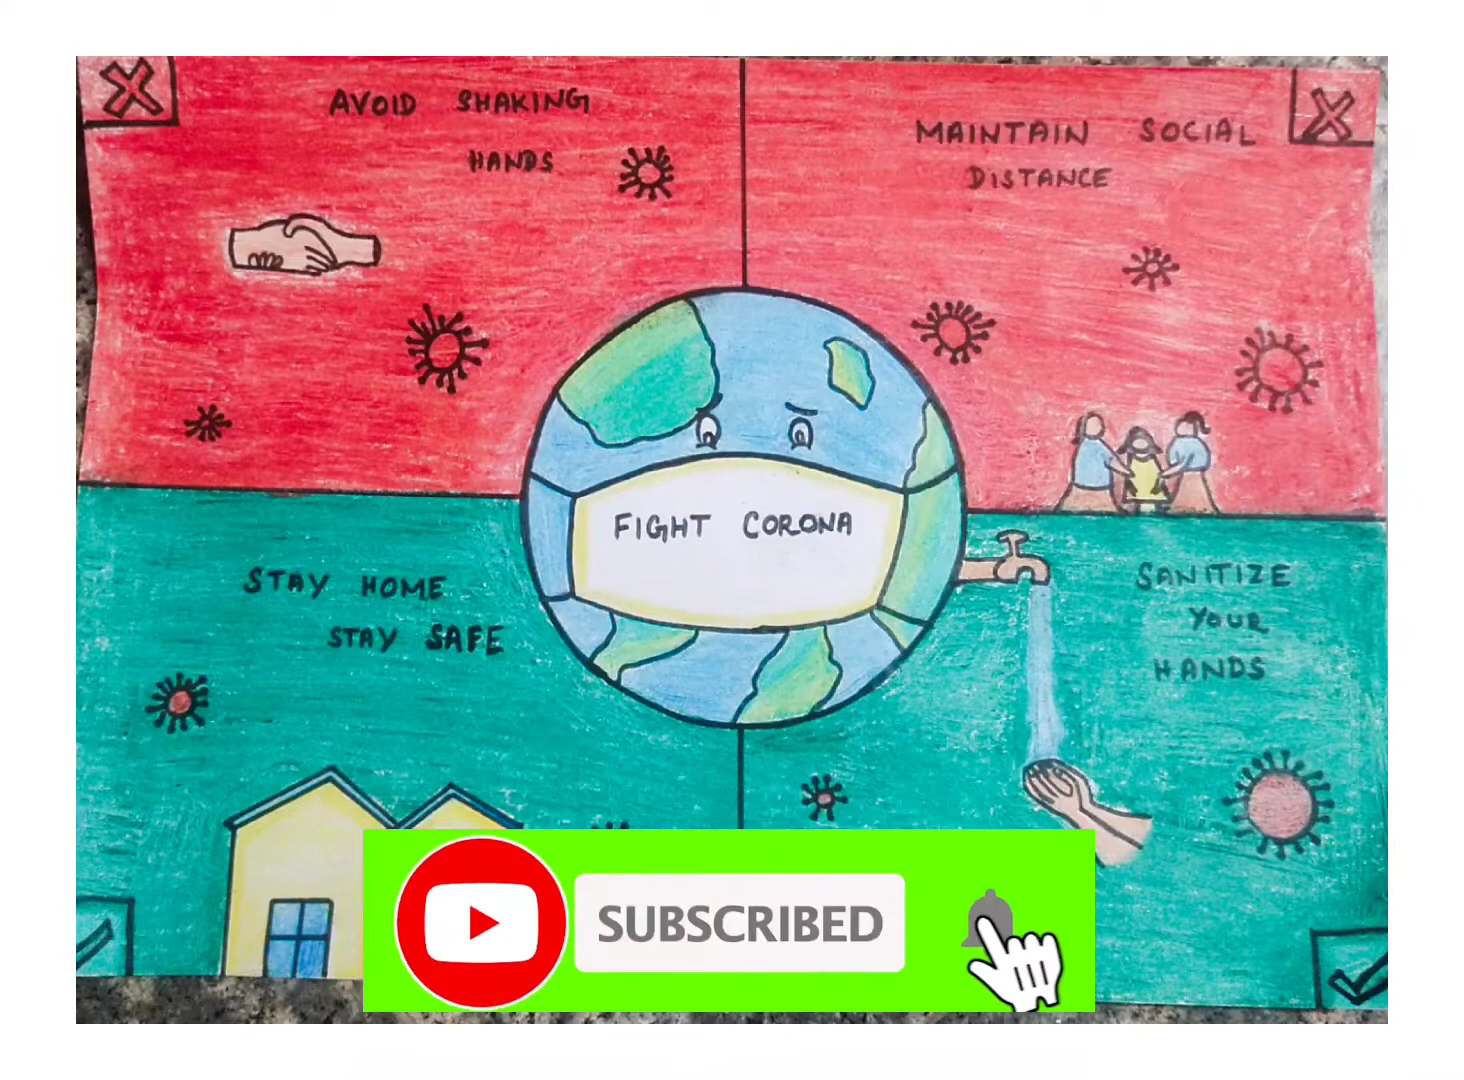 AVOID SHAKING
HANDS
MAINTAIN SOCIAL
DISTANCE
FIGHT CORONA
STAY HOME
STAY SAFE
SANITIZE
YOUR
HANDS
SUBSCRIBED